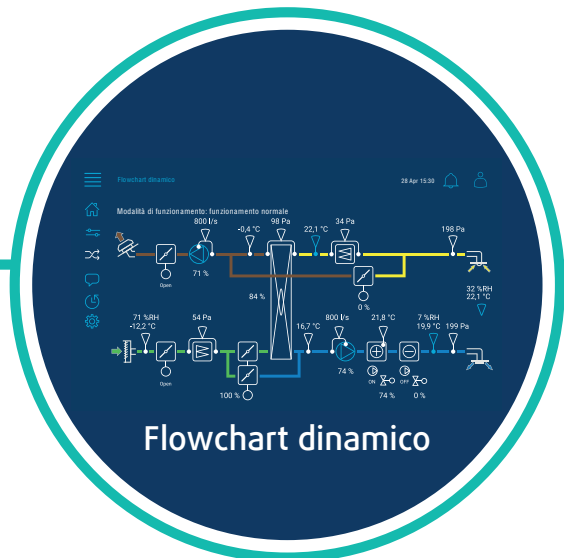 Flowchart dinamico
28 Apr 15:30
Modalità di funzionamento: funzionamento normale
800 l/s
98 Pa
34 Pa
-0,4 °C
22,1 °C
198 Pa
Open
71 %
0 %
32 %RH
22,1 °C
84 %
71 %RH
-12,2 °C
54 Pa
16,7 °C
800 l/s
21,8 °C
7 %RH
19,9 °C
199 Pa
Open
74 %
ON
OFF
100 %
74 %
0 %
Flowchart dinamico